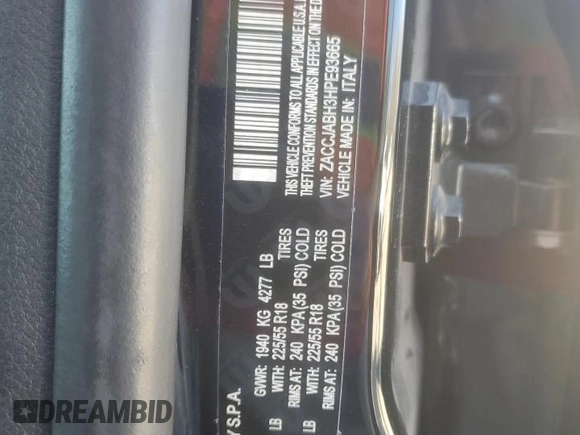 Y S.P.A.
GVWR: 1940 KG 4277 LB
LB WITH: 225/55 R18 TIRES
RIMS AT: 240 KPA(35 PSI) COLD
LB WITH: 225/55 R18 TIRES
RIMS AT: 240 KPA(35 PSI) COLD
THIS VEHICLE CONFORMS TO ALL APPLICABLE U.S.A.
THEFT PREVENTION STANDARDS IN EFFECT ON THE D
VIN: ZACCJABH3HPE93665
VEHICLE MADE IN: ITALY
DREAMBID